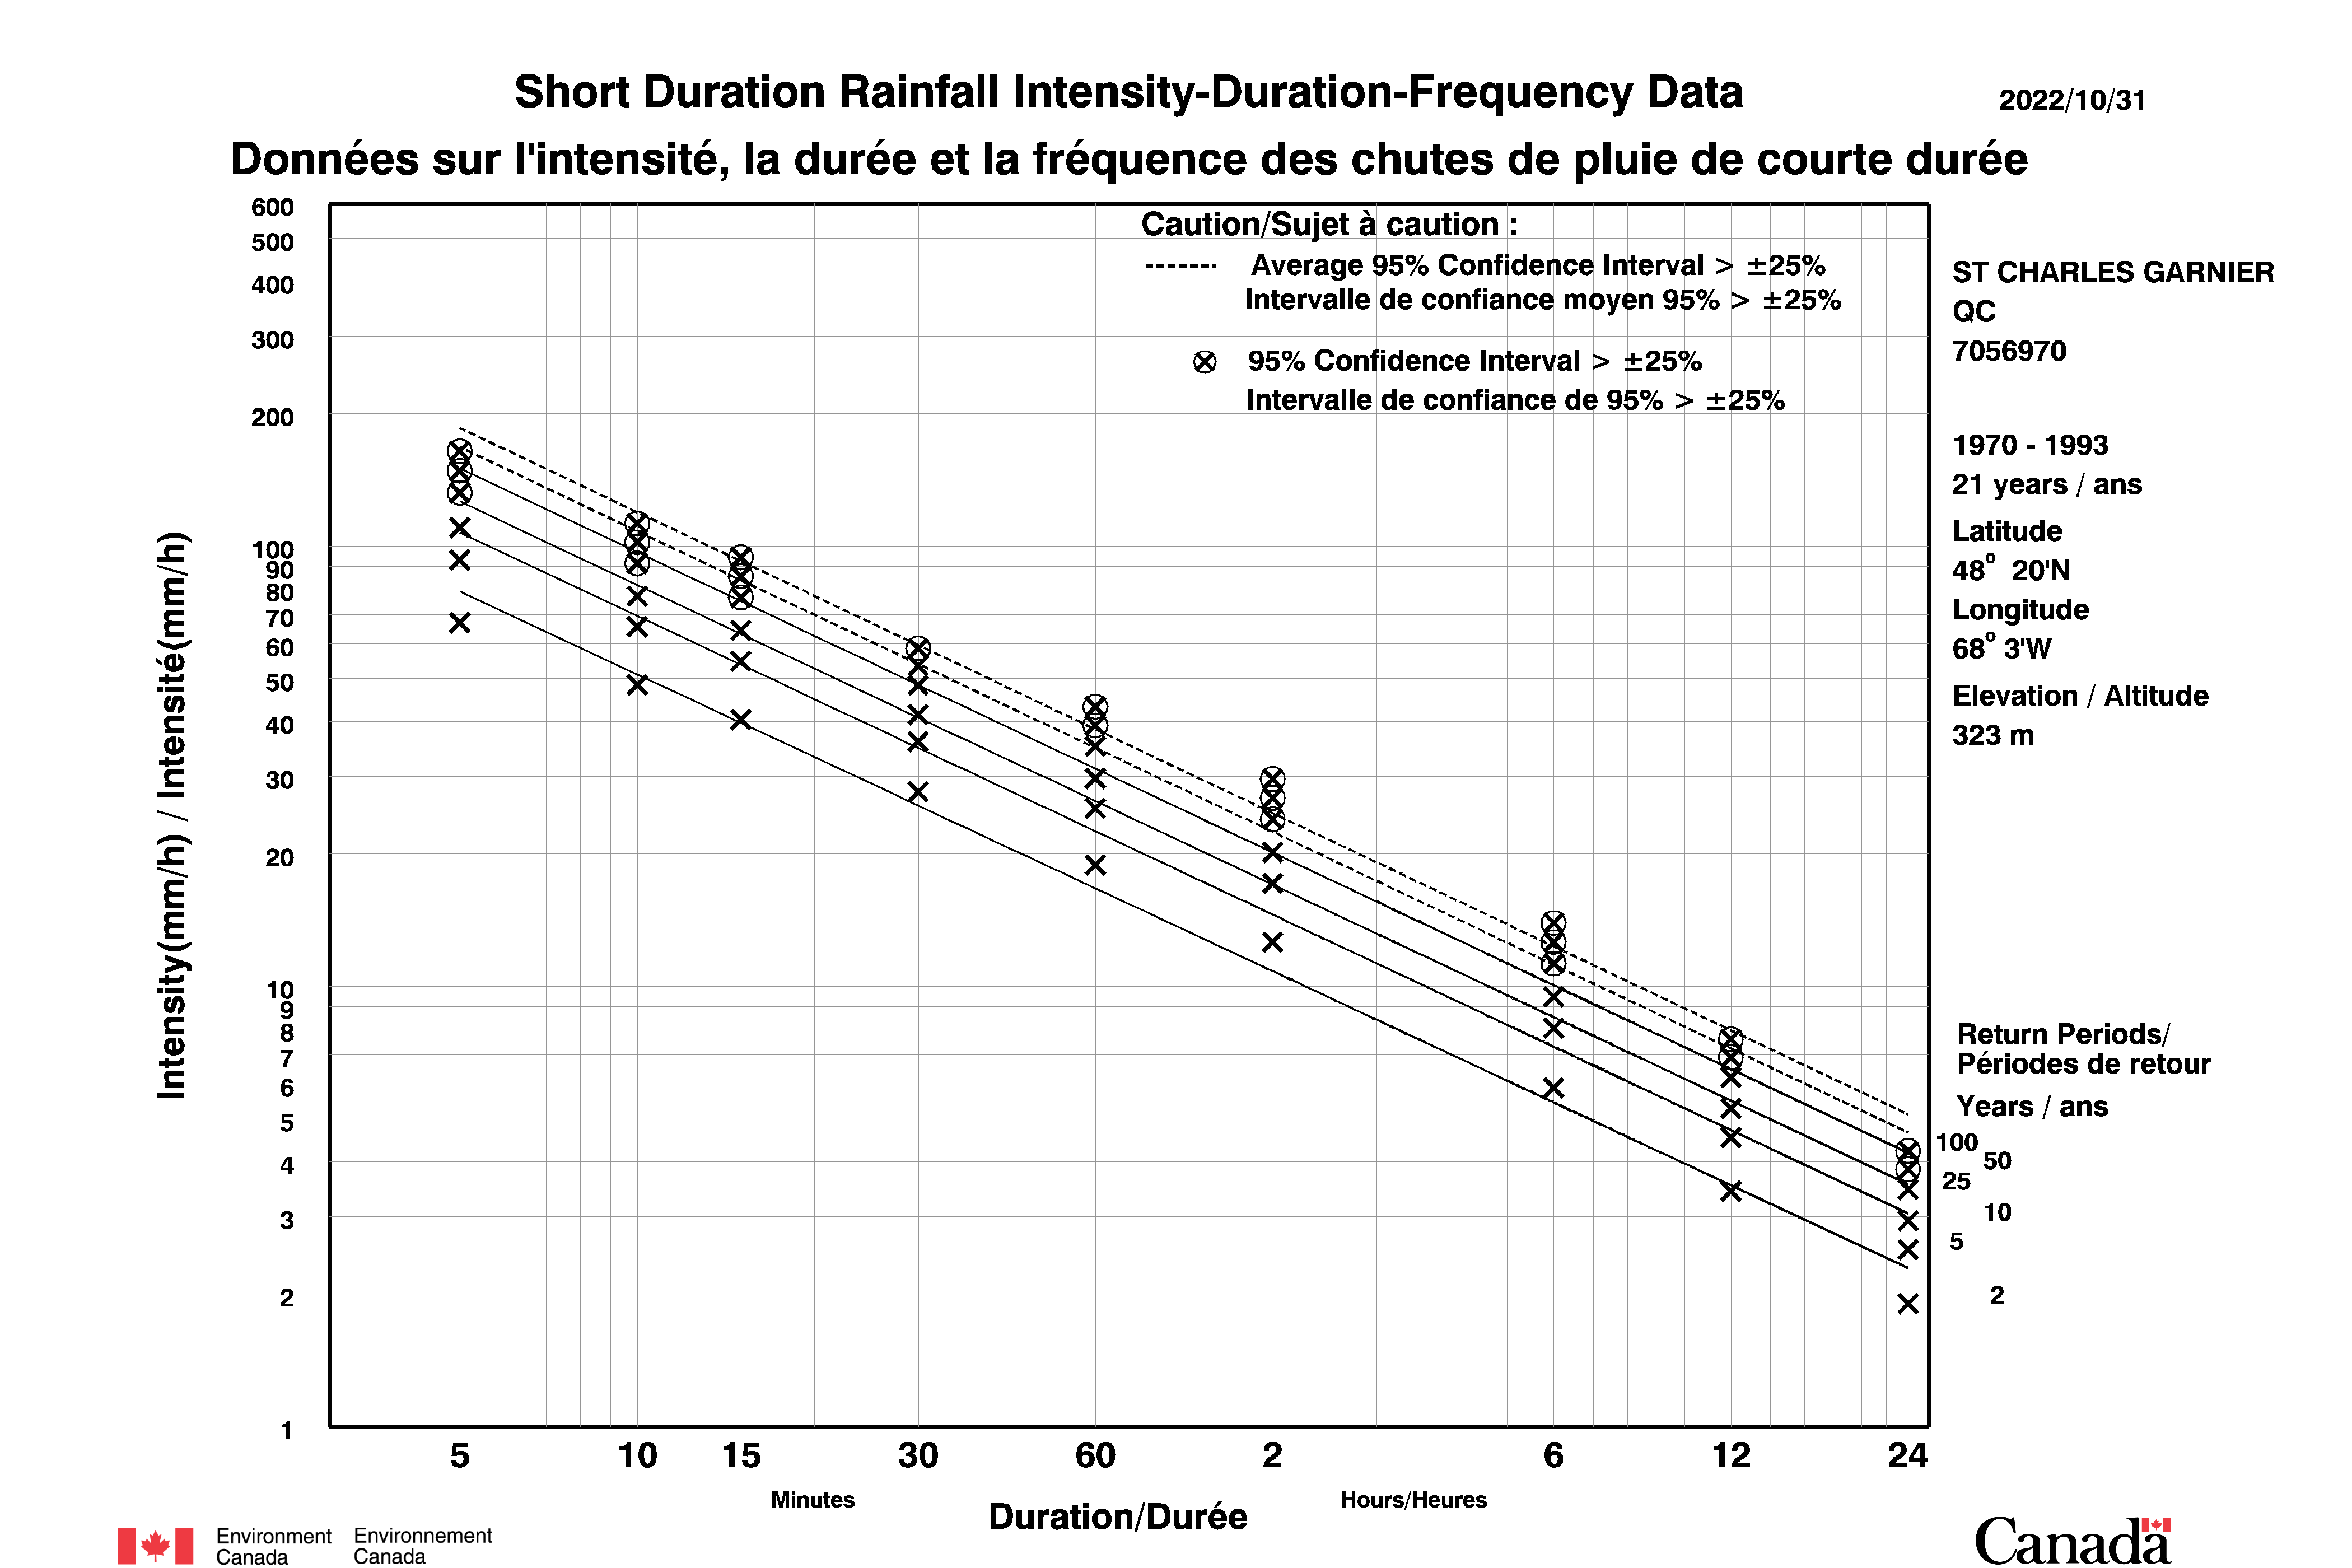 Short Duration Rainfall Intensity-Duration-Frequency Data
2022/10/31
Données sur l'intensité, la durée et la fréquence des chutes de pluie de courte durée
Caution/Sujet à caution :
Average 95% Confidence Interval > ±25%
Intervalle de confiance moyen 95% > ±25%
95% Confidence Interval > ±25%
Intervalle de confiance de 95% > ±25%
ST CHARLES GARNIER
QC
7056970
1970 - 1993
21 years / ans
Latitude
48° 20'N
Longitude
68° 3'W
Elevation / Altitude
323 m
Return Periods/
Périodes de retour
Years / ans
100
50
25
10
5
2
Intensity(mm/h) / Intensité(mm/h)
600
500
400
300
200
100
90
80
70
60
50
40
30
20
10
9
8
7
6
5
4
3
2
1
5 10 15 30 60 2 6 12 24
Minutes Hours/Heures
Duration/Durée
Environment Environnement
Canada Canada
Canada